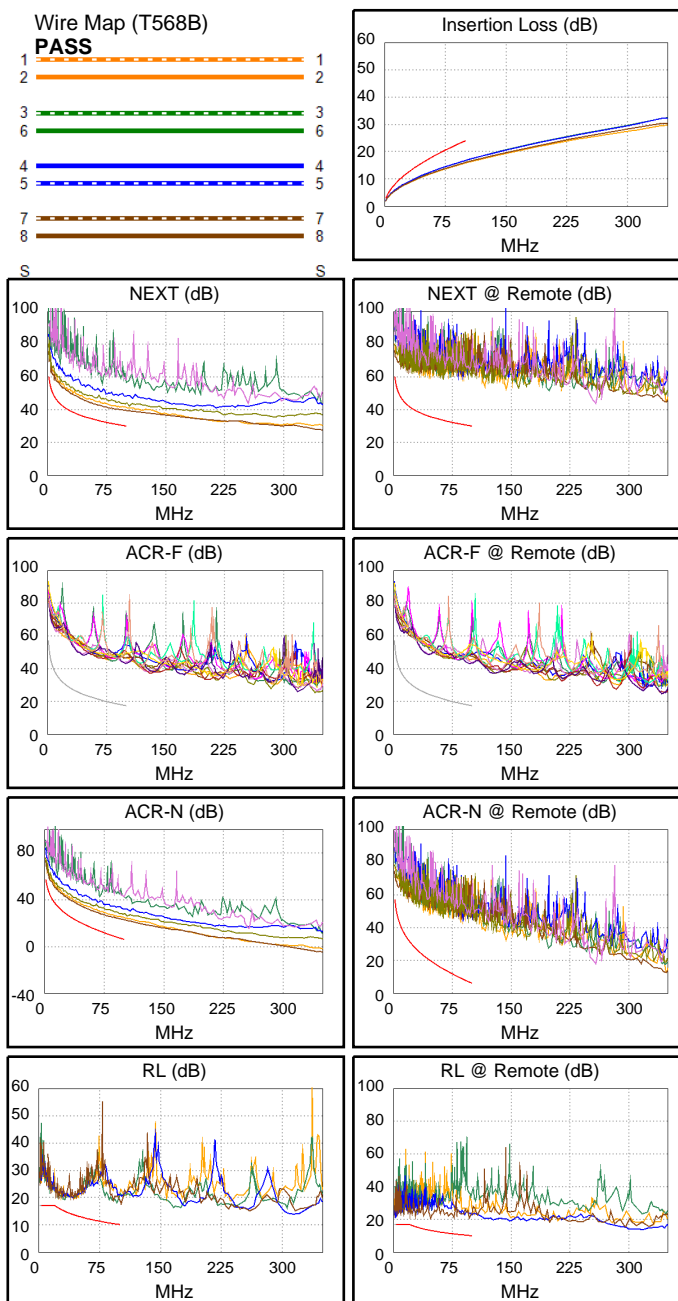 Wire Map (T568B)
PASS
1 1
2 2
3 3
6 6
4 4
5 5
7 7
8 8
S S
Insertion Loss (dB)
60
50
40
30
20
10
0
0 75 150 225 300
MHz
NEXT (dB)
100
80
60
40
20
0
0 75 150 225 300
MHz
NEXT @ Remote (dB)
100
80
60
40
20
0
0 75 150 225 300
MHz
ACR-F (dB)
100
80
60
40
20
0
0 75 150 225 300
MHz
ACR-F @ Remote (dB)
100
80
60
40
20
0
0 75 150 225 300
MHz
ACR-N (dB)
80
40
0
-40
0 75 150 225 300
MHz
ACR-N @ Remote (dB)
100
80
60
40
20
0
0 75 150 225 300
MHz
RL (dB)
60
50
40
30
20
10
0
0 75 150 225 300
MHz
RL @ Remote (dB)
100
80
60
40
20
0
0 75 150 225 300
MHz